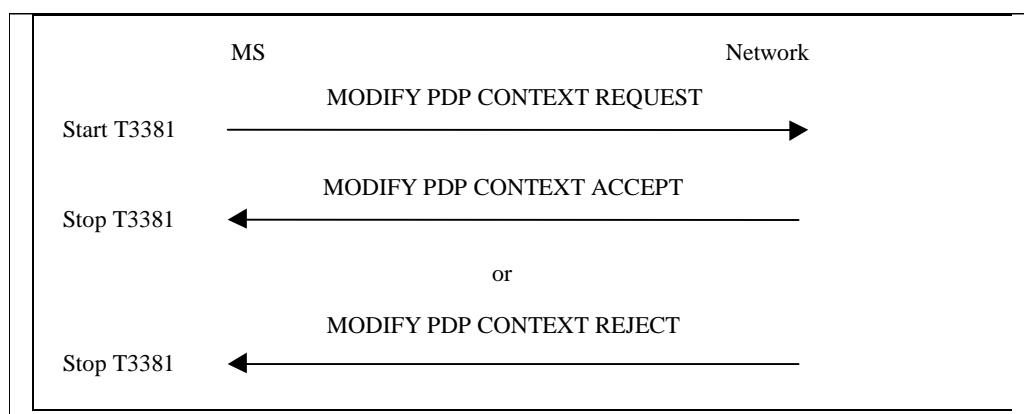 MS Network
MODIFY PDP CONTEXT REQUEST
Start T3381
MODIFY PDP CONTEXT ACCEPT
Stop T3381
or
MODIFY PDP CONTEXT REJECT
Stop T3381